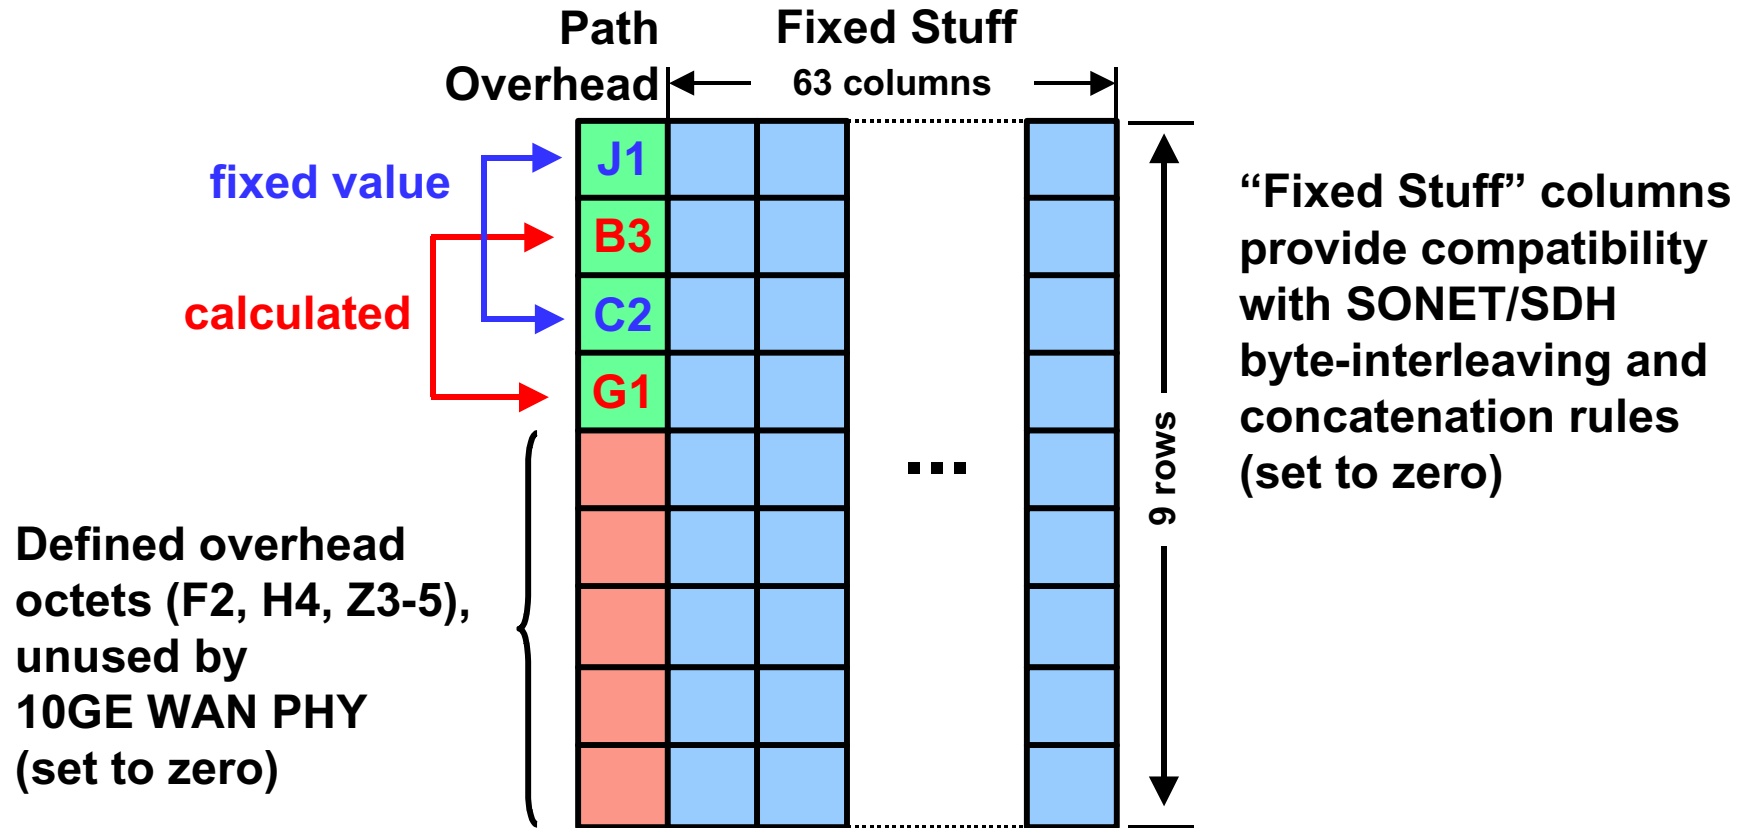 Path
Overhead
Fixed Stuff
63 columns
fixed value
calculated
J1
B3
C2
G1
...
9 rows
“Fixed Stuff” columns
provide compatibility
with SONET/SDH
byte-interleaving and
concatenation rules
(set to zero)
Defined overhead
octets (F2, H4, Z3-5),
unused by
10GE WAN PHY
(set to zero)